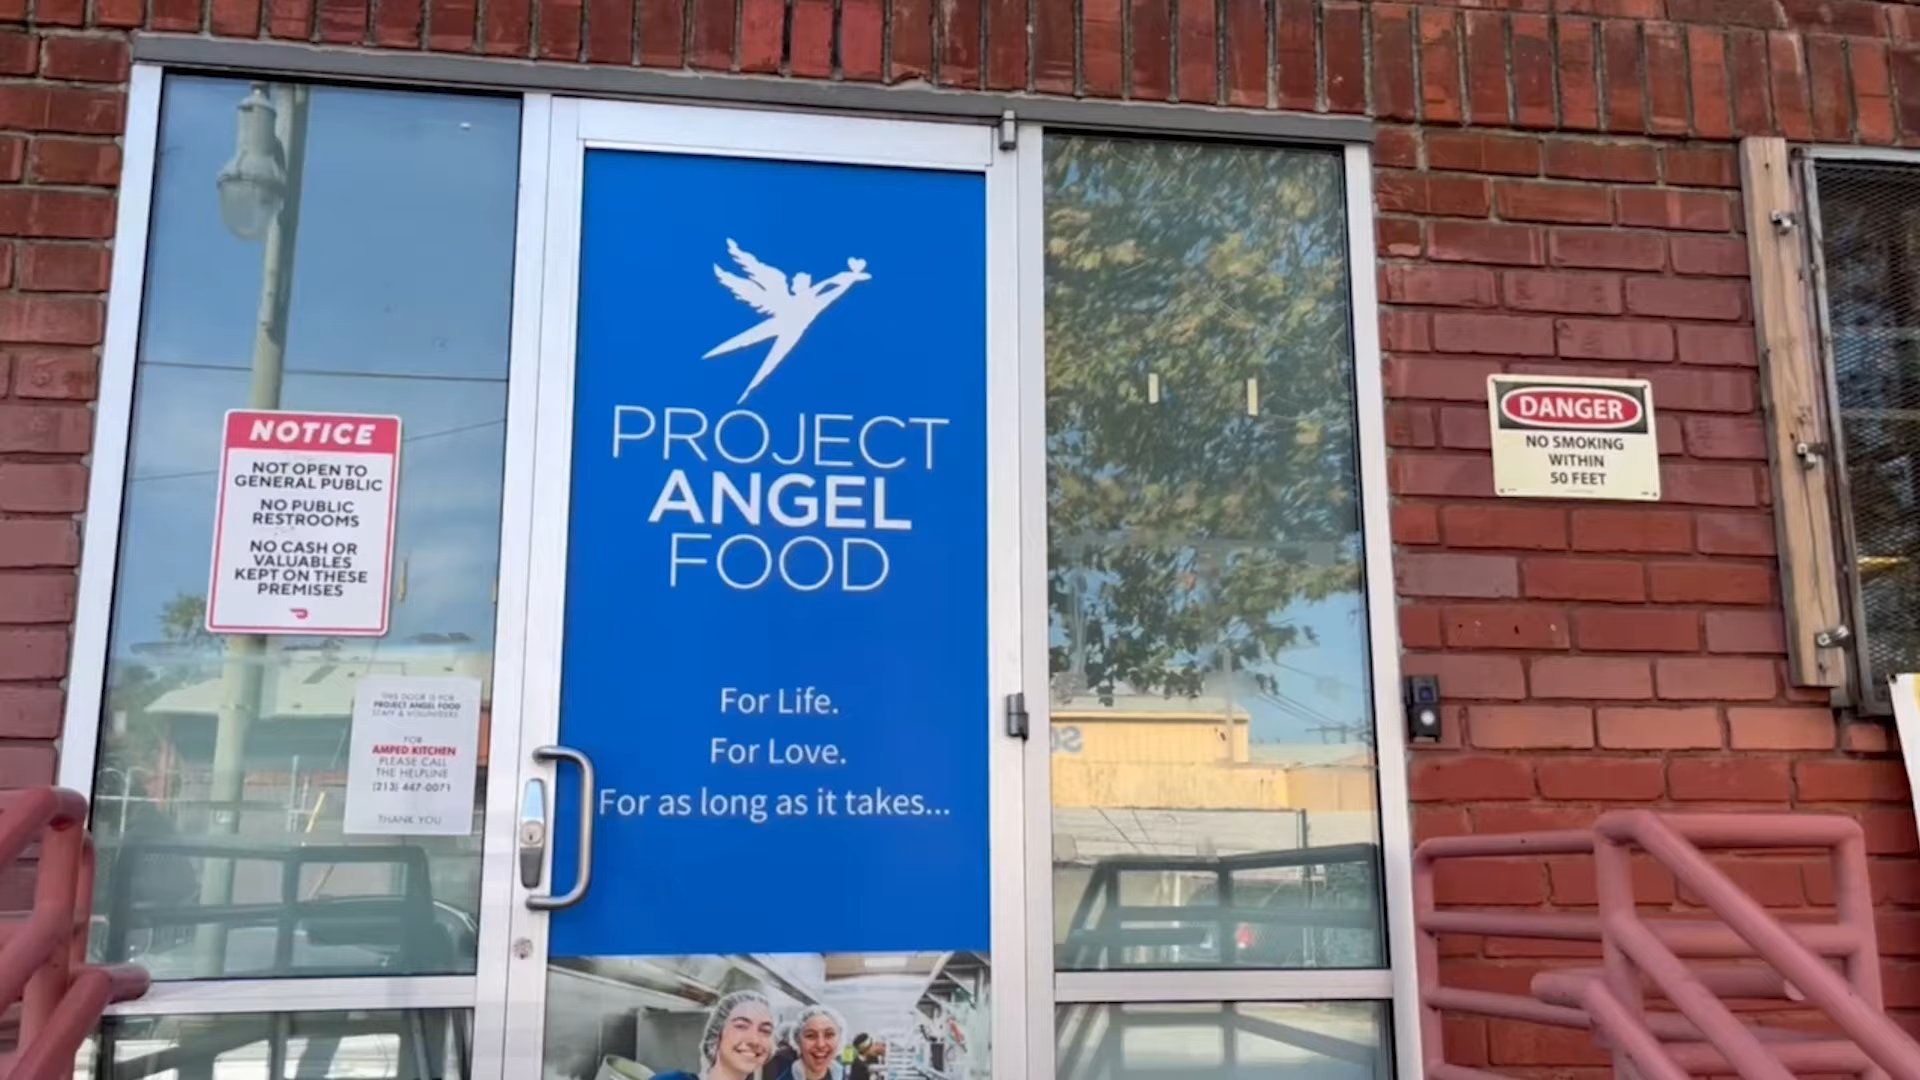 NOTICE
NOT OPEN TO
GENERAL PUBLIC
NO PUBLIC
RESTROOMS
NO CASH OR
VALUABLES
KEPT ON THESE
PREMISES
THIS DOOR IS FOR
PROJECT ANGEL FOOD
STAFF & VOLUNTEERS
FOR
AMPED KITCHEN
PLEASE CALL
THE HELPLINE
(213) 447-0071
THANK YOU
PROJECT
ANGEL
FOOD
For Life.
For Love.
For as long as it takes...
DANGER
NO SMOKING
WITHIN
50 FEET